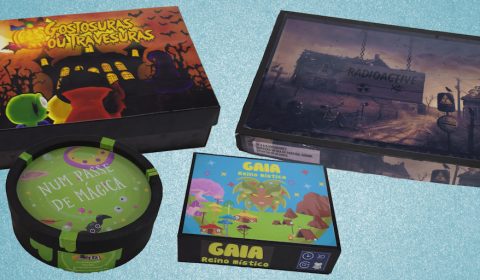 GOSTOSURAS
OU TRAVESSURAS
RADIOACTIVE
NUM PASSE
DE MÁGICA
GAIA
Reino Místico
GAIA
Reino Místico